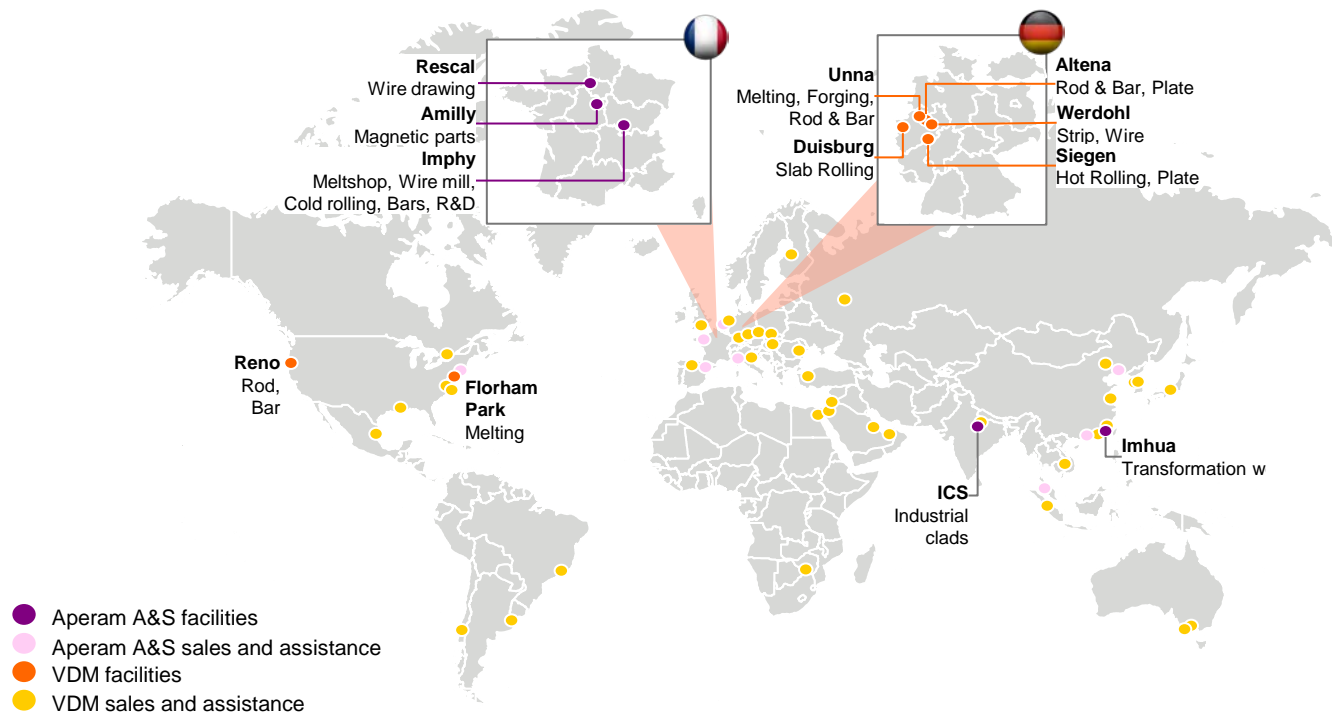 Rescal
Wire drawing
Amilly
Magnetic parts
Imphy
Meltshop, Wire mill,
Cold rolling, Bars, R&D
Unna
Melting, Forging,
Rod & Bar
Duisburg
Slab Rolling
Altena
Rod & Bar, Plate
Werdohl
Strip, Wire
Siegen
Hot Rolling, Plate
Reno
Rod,
Bar
Florham
Park
Melting
ICS
Industrial
clads
Imhua
Transformation w
Aperam A&S facilities
Aperam A&S sales and assistance
VDM facilities
VDM sales and assistance